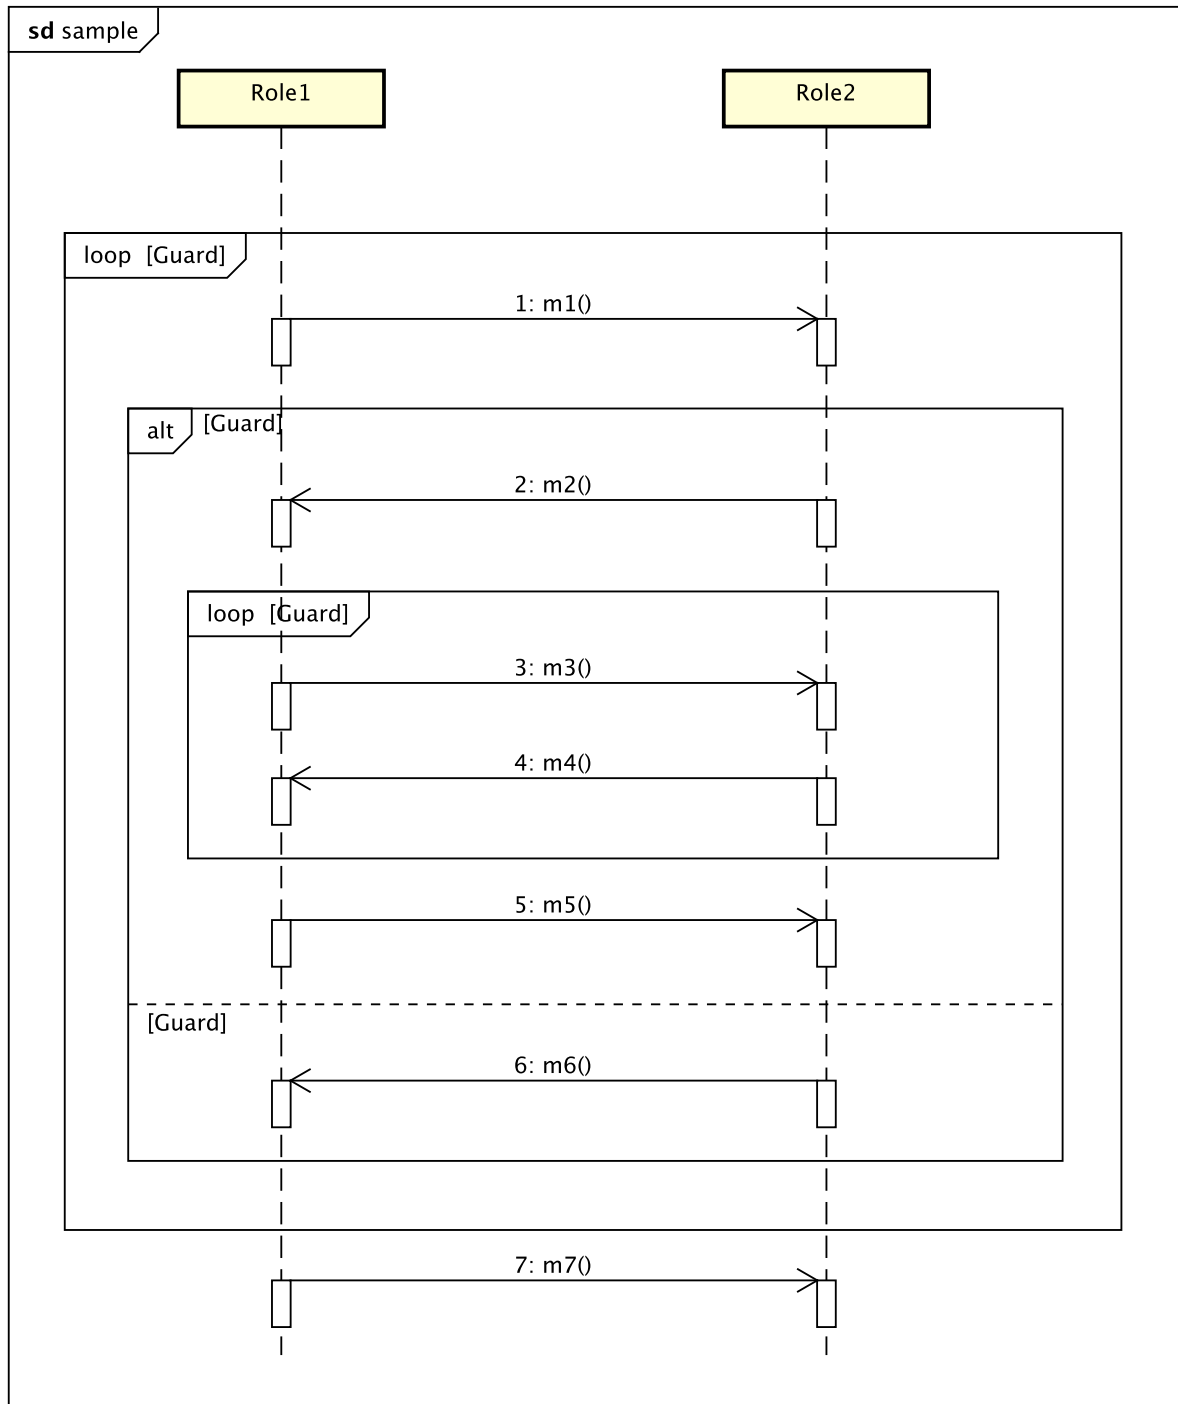 sd sample
Role1
Role2
loop [Guard]
1: m1()
alt [Guard]
2: m2()
loop [Guard]
3: m3()
4: m4()
5: m5()
[Guard]
6: m6()
7: m7()